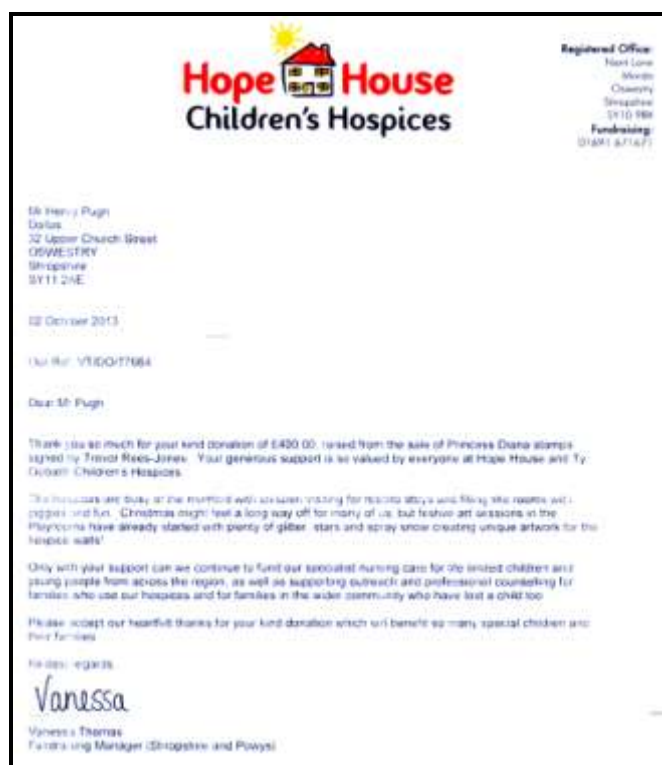 Hope House
Children's Hospices
Registered Office:
Nant Lane
Morda
Oswestry
Shropshire
SY10 9BX
Fundraising:
01691 671671
Mr Henry Pugh
Dallas
32 Upper Church Street
OSWESTRY
Shropshire
SY11 2AE
02 October 2013
Our Ref: VT/DO/77684
Dear Mr Pugh
Thank you so much for your kind donation of £400.00, raised from the sale of Princess Diana stamps
signed by Trevor Rees-Jones. Your generous support is so valued by everyone at Hope House and Ty
Gobaith Children's Hospices.
The hospices are busy at the moment with children visiting for respite stays and filling the rooms with
giggles and fun. Christmas might feel a long way off for many of us, but festive art sessions in the
Playrooms have already started with plenty of glitter, stars and spray snow creating unique artwork for the
hospice walls!
Only with your support can we continue to fund our specialist nursing care for life limited children and
young people from across the region, as well as supporting outreach and professional counselling for
families who use our hospices and for families in the wider community who have lost a child too.
Please accept our heartfelt thanks for your kind donation which will benefit so many special children and
their families.
Kindest regards
Vanessa
Vanessa Thomas
Fundraising Manager (Shropshire and Powys)